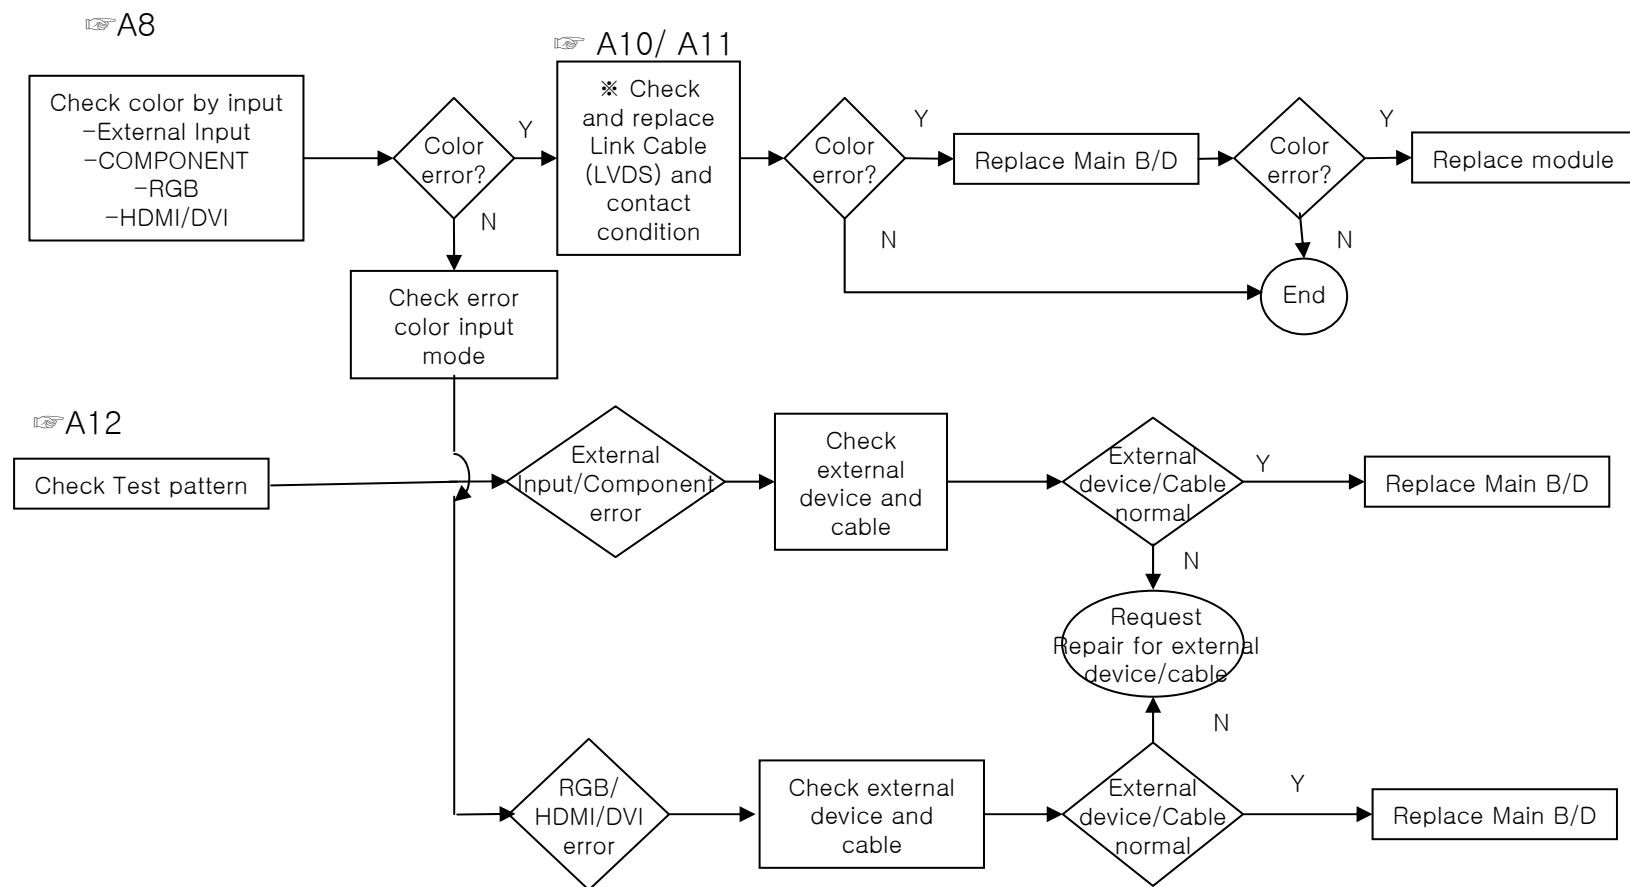 ☞A8
☞ A10/ A11
Check color by input
-External Input
-COMPONENT
-RGB
-HDMI/DVI
Color
error?
Y
N
※ Check
and replace
Link Cable
(LVDS) and
contact
condition
Color
error?
Y
N
Replace Main B/D
Color
error?
Y
N
Replace module
End
Check error
color input
mode
☞A12
Check Test pattern
External
Input/Component
error
Check
external
device and
cable
External
device/Cable
normal
Y
N
Replace Main B/D
Request
Repair for external
device/cable
RGB/
HDMI/DVI
error
Check external
device and
cable
N
External
device/Cable
normal
Y
Replace Main B/D